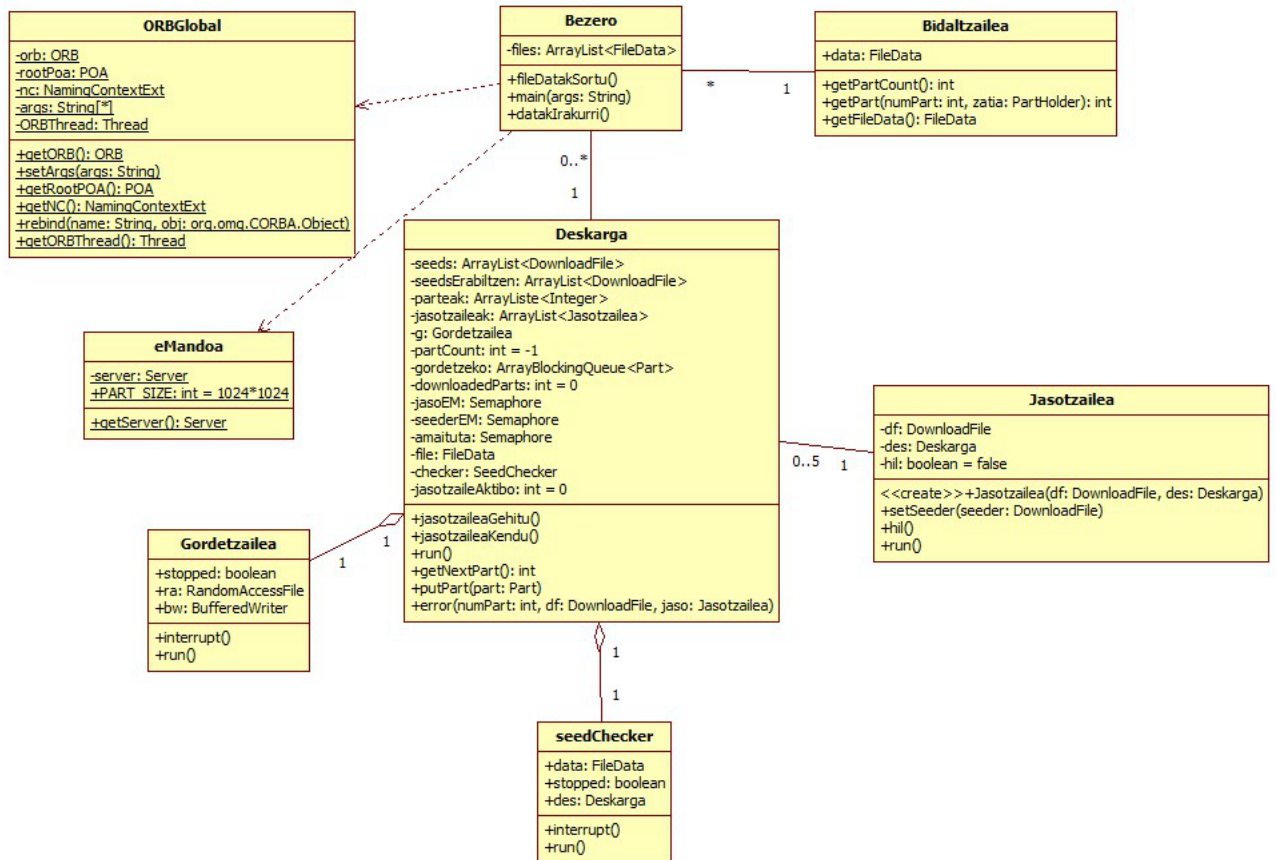 ORBGlobal
-orb: ORB
-rootPoa: POA
-nc: NamingContextExt
-args: String[*]
-ORBThread: Thread
+getORB(): ORB
+setArgs(args: String)
+getRootPOA(): POA
+getNC(): NamingContextExt
+rebind(name: String, obj: org.omg.CORBA.Object)
+getORBThread(): Thread
Bezero
-files: ArrayList<FileData>
+fileDatakSortu()
+main(args: String)
+datakIrakurri()
*
1
Bidaltzailea
+data: FileData
+getPartCount(): int
+getPart(numPart: int, zatia: PartHolder): int
+getFileData(): FileData
0..*
1
Deskarga
-seeds: ArrayList<DownloadFile>
-seedsErabiltzen: ArrayList<DownloadFile>
-parteak: ArrayListe<Integer>
-jasotzaileak: ArrayList<Jasotzailea>
-g: Gordetzailea
-partCount: int = -1
-gordetzeko: ArrayBlockingQueue<Part>
-downloadedParts: int = 0
-jasoEM: Semaphore
-seederEM: Semaphore
-amaituta: Semaphore
-file: FileData
-checker: SeedChecker
-jasotzaileAktibo: int = 0
+jasotzaileaGehitu()
+jasotzaileaKendu()
+run()
+getNextPart(): int
+putPart(part: Part)
+error(numPart: int, df: DownloadFile, jaso: Jasotzailea)
eMandoa
-server: Server
+PART_SIZE: int = 1024*1024
+getServer(): Server
0..5
1
Jasotzailea
-df: DownloadFile
-des: Deskarga
-hil: boolean = false
<<create>>+Jasotzailea(df: DownloadFile, des: Deskarga)
+setSeeder(seeder: DownloadFile)
+hil()
+run()
1
1
Gordetzailea
+stopped: boolean
+ra: RandomAccessFile
+bw: BufferedWriter
+interrupt()
+run()
1
1
seedChecker
+data: FileData
+stopped: boolean
+des: Deskarga
+interrupt()
+run()